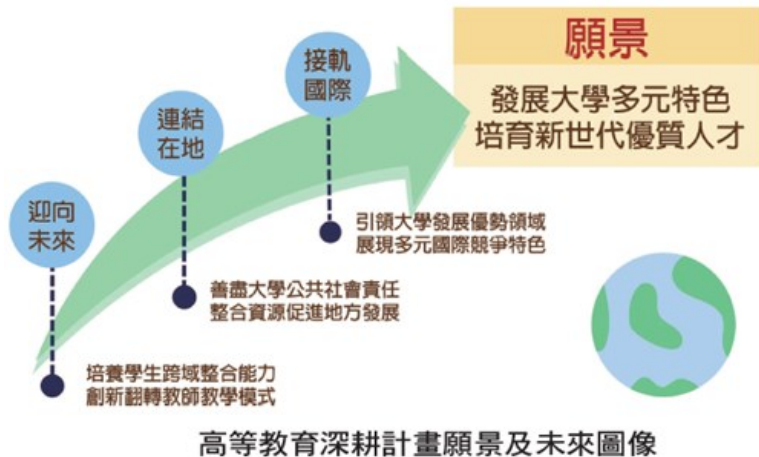 願景
發展大學多元特色
培育新世代優質人才
接軌
國際
引領大學發展優勢領域
展現多元國際競爭特色
連結
在地
善盡大學公共社會責任
整合資源促進地方發展
迎向
未來
培養學生跨域整合能力
創新翻轉教師教學模式
高等教育深耕計畫願景及未來圖像